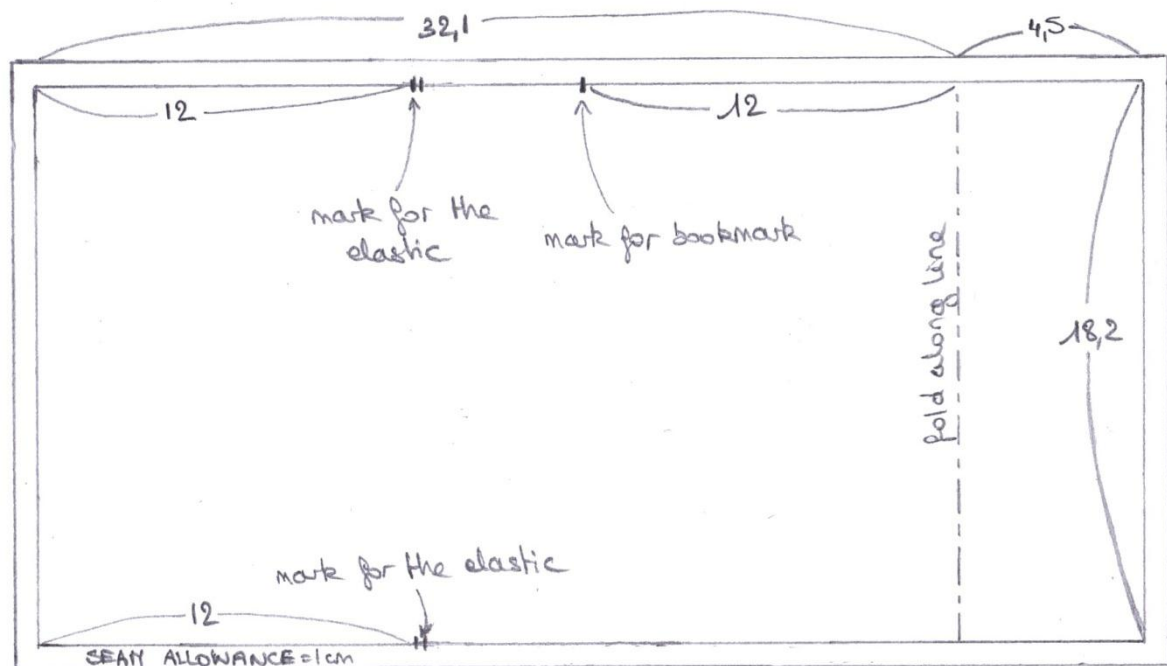 32,1
4,5
12
12
mark for the
elastic
mark for bookmark
fold along line
18,2
mark for the elastic
12
SEAM ALLOWANCE=1cm